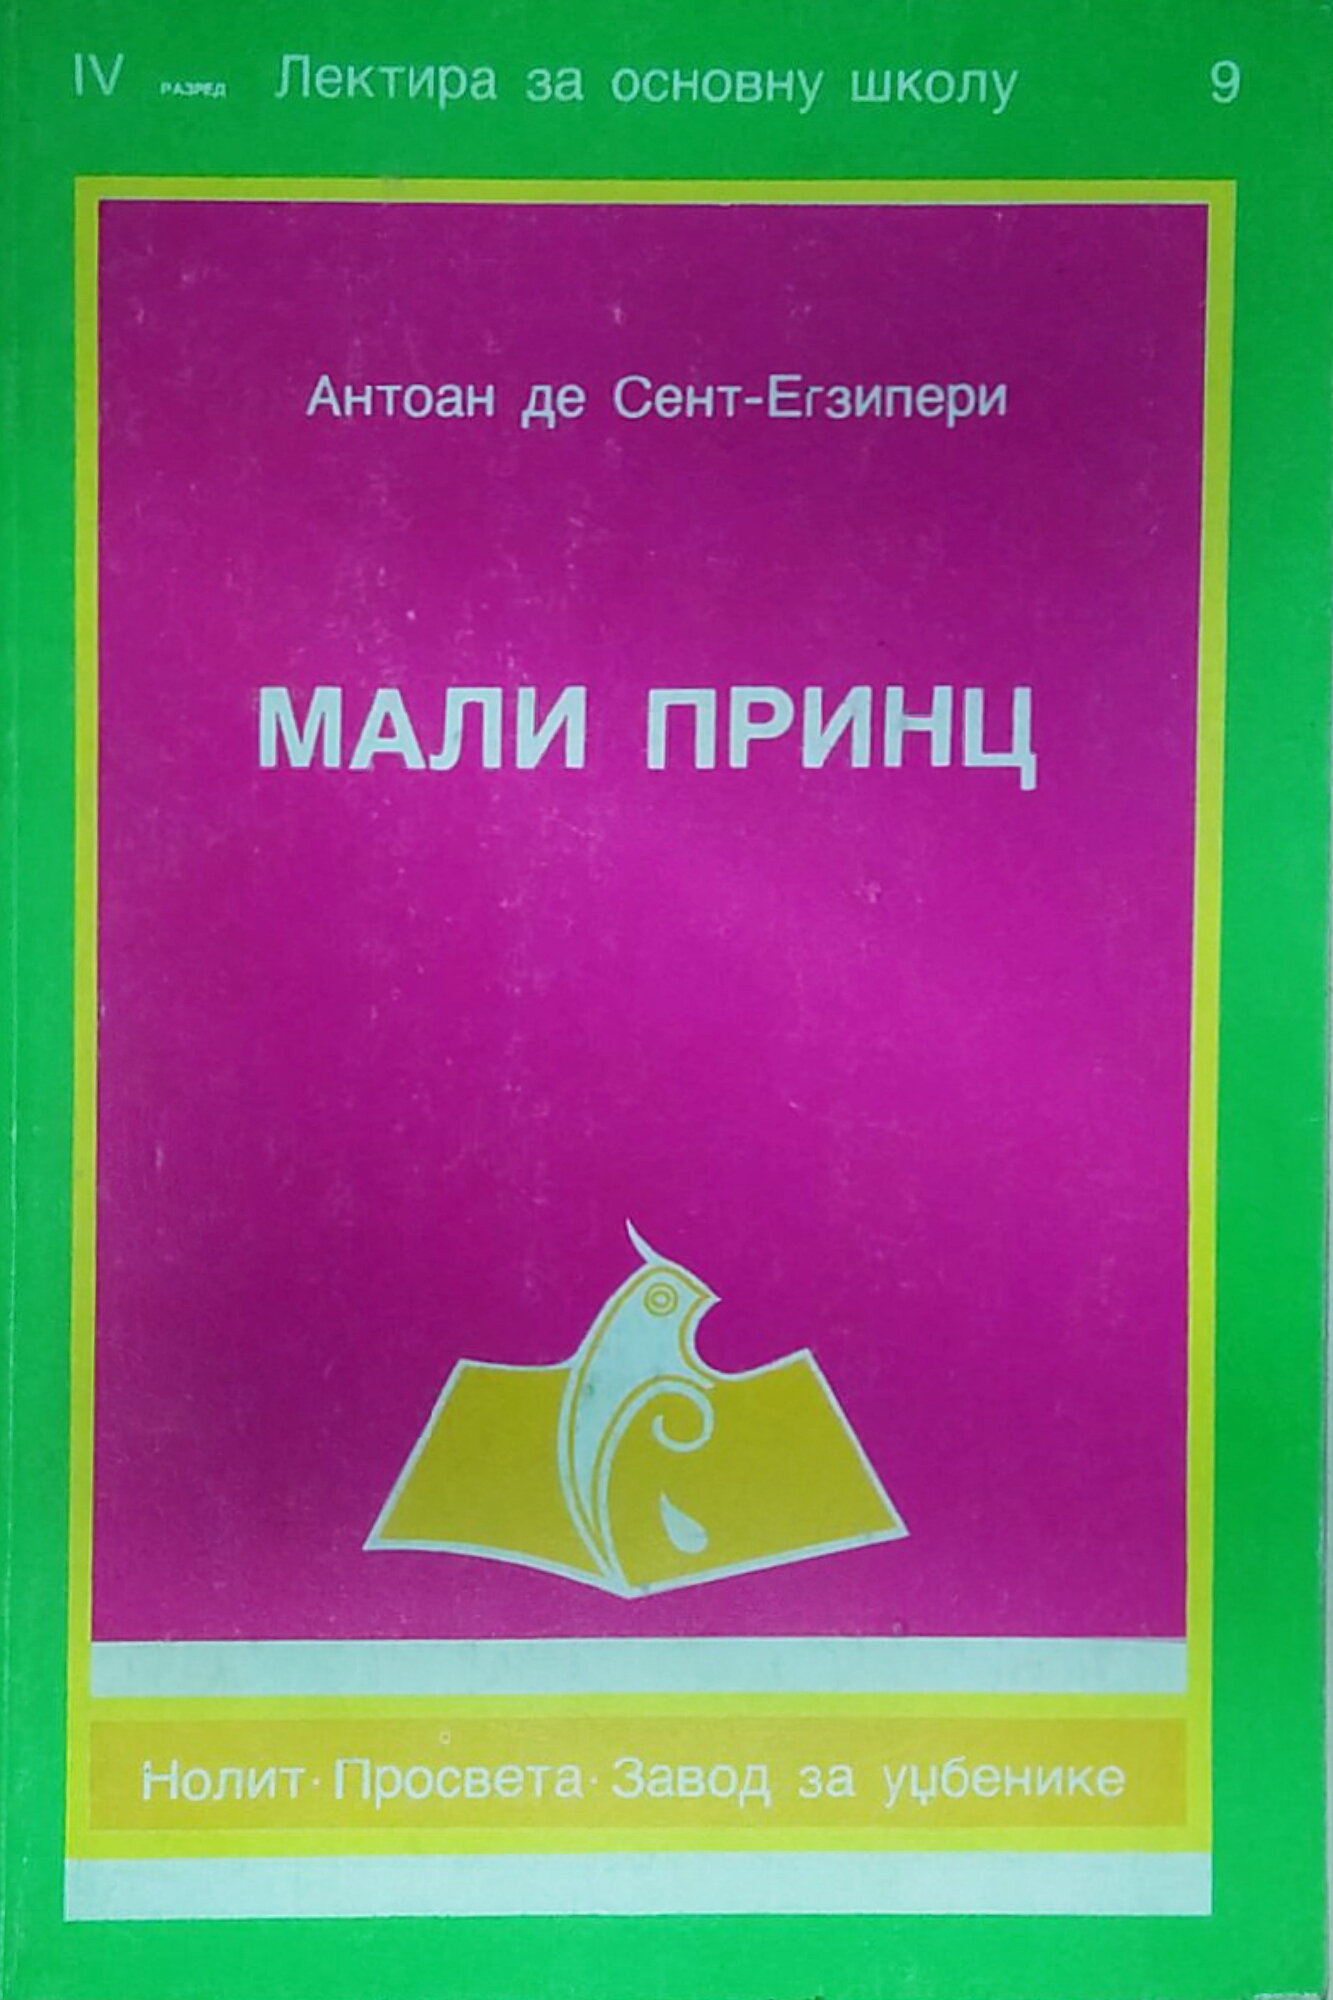 IV РАЗРЕД Лектира за основну школу 9
Антоан де Сент-Егзипери
МАЛИ ПРИНЦ
Нолит · Просвета · Завод за уџбенике